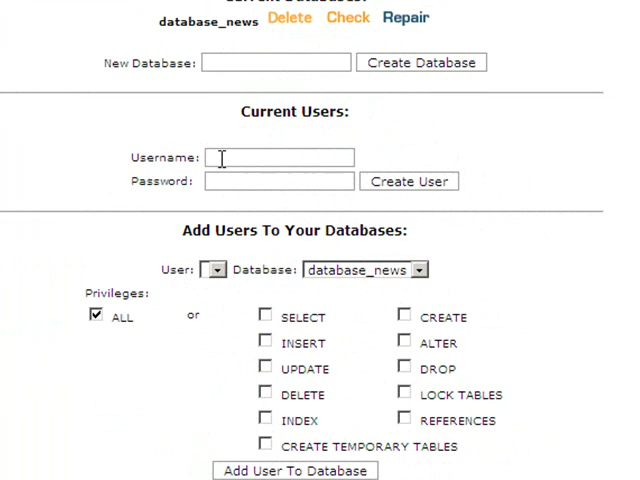 database_news Delete Check Repair
New Database: Create Database
Current Users:
Username:
Password: Create User
Add Users To Your Databases:
User: Database: database_news
Privileges:
ALL or SELECT CREATE
INSERT ALTER
UPDATE DROP
DELETE LOCK TABLES
INDEX REFERENCES
CREATE TEMPORARY TABLES
Add User To Database